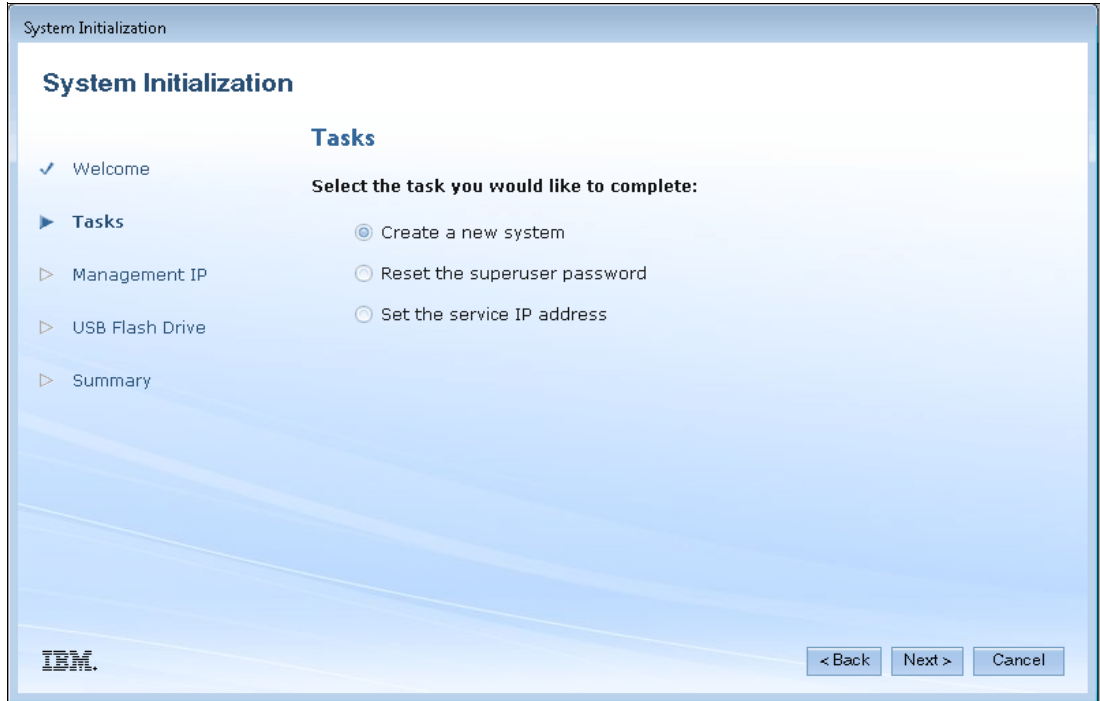 System Initialization
System Initialization
Tasks
Welcome
Select the task you would like to complete:
Tasks
Create a new system
Management IP
Reset the superuser password
Set the service IP address
USB Flash Drive
Summary
IBM.
< Back Next > Cancel